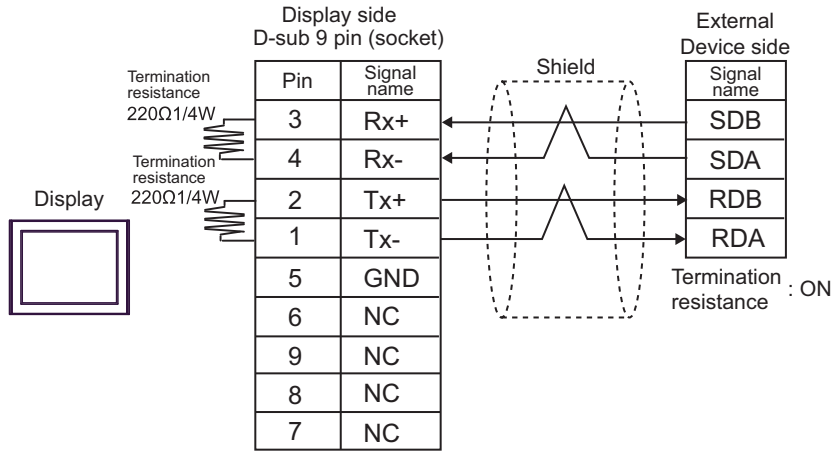 Display side
D-sub 9 pin (socket)
External
Device side
Termination
resistance
220Ω1/4W
Termination
resistance
220Ω1/4W
Display
Pin Signal name
3 Rx+
4 Rx-
2 Tx+
1 Tx-
5 GND
6 NC
9 NC
8 NC
7 NC
Shield
Signal
name
SDB
SDA
RDB
RDA
Termination
resistance : ON